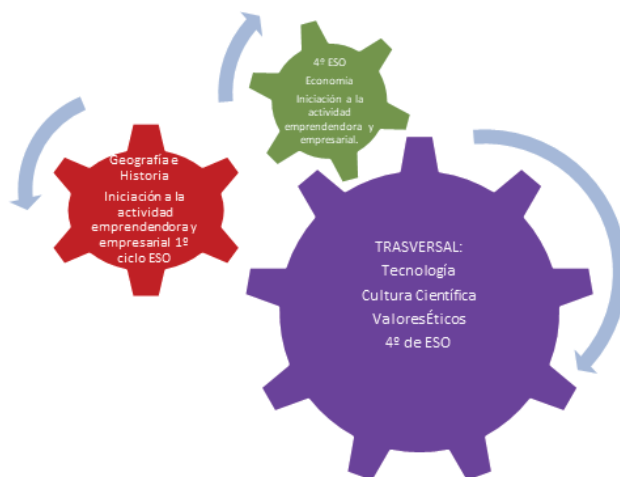 4º ESO
Economía
Iniciación a la
actividad
emprendendora y
empresarial.
Geografía e
Historia
Iniciación a la
actividad
emprendendora y
empresarial 1º
ciclo ESO
TRASVERSAL:
Tecnología
Cultura Científica
ValoresÉticos
4º de ESO